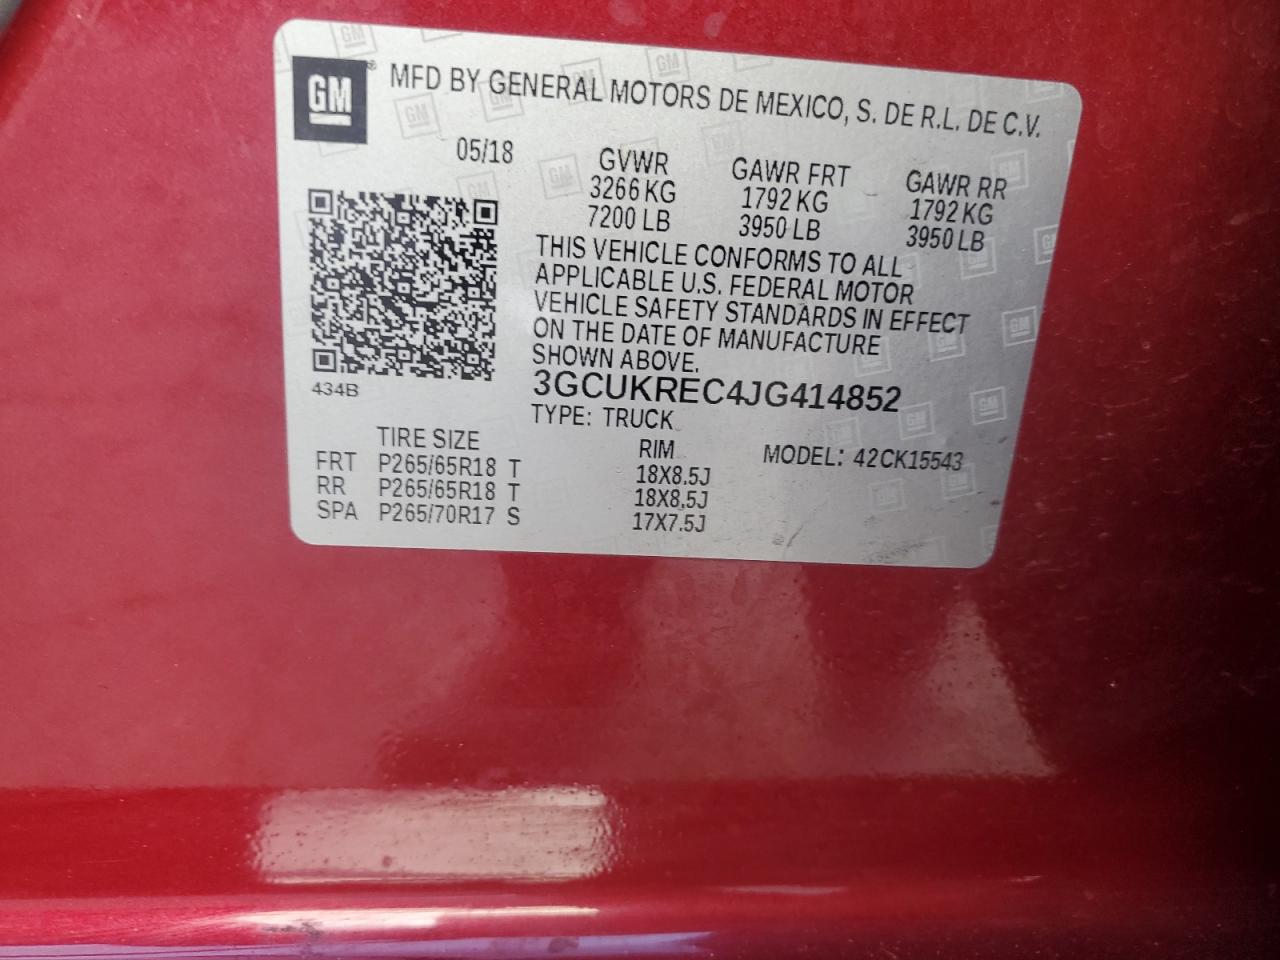 GM® MFD BY GENERAL MOTORS DE MEXICO, S. DE R.L. DE C.V.
05/18 GVWR GAWR FRT GAWR RR
3266 KG 1792 KG 1792 KG
7200 LB 3950 LB 3950 LB
THIS VEHICLE CONFORMS TO ALL
APPLICABLE U.S. FEDERAL MOTOR
VEHICLE SAFETY STANDARDS IN EFFECT
ON THE DATE OF MANUFACTURE
SHOWN ABOVE.
434B
3GCUKREC4JG414852
TYPE: TRUCK
TIRE SIZE RIM MODEL: 42CK15543
FRT P265/65R18 T 18X8.5J
RR P265/65R18 T 18X8.5J
SPA P265/70R17 S 17X7.5J